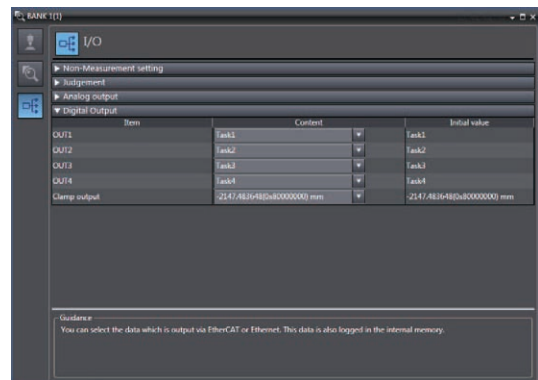 BANK 1(1)
I/O
Non-Measurement setting
Judgement
Analog output
Digital Output
Item Content Initial value
OUT1 Task1 Task1
OUT2 Task2 Task2
OUT3 Task3 Task3
OUT4 Task4 Task4
Clamp output -2147.483648(0x80000000) mm -2147.483648(0x80000000) mm
Guidance
You can select the data which is output via EtherCAT or Ethernet. This data is also logged in the internal memory.